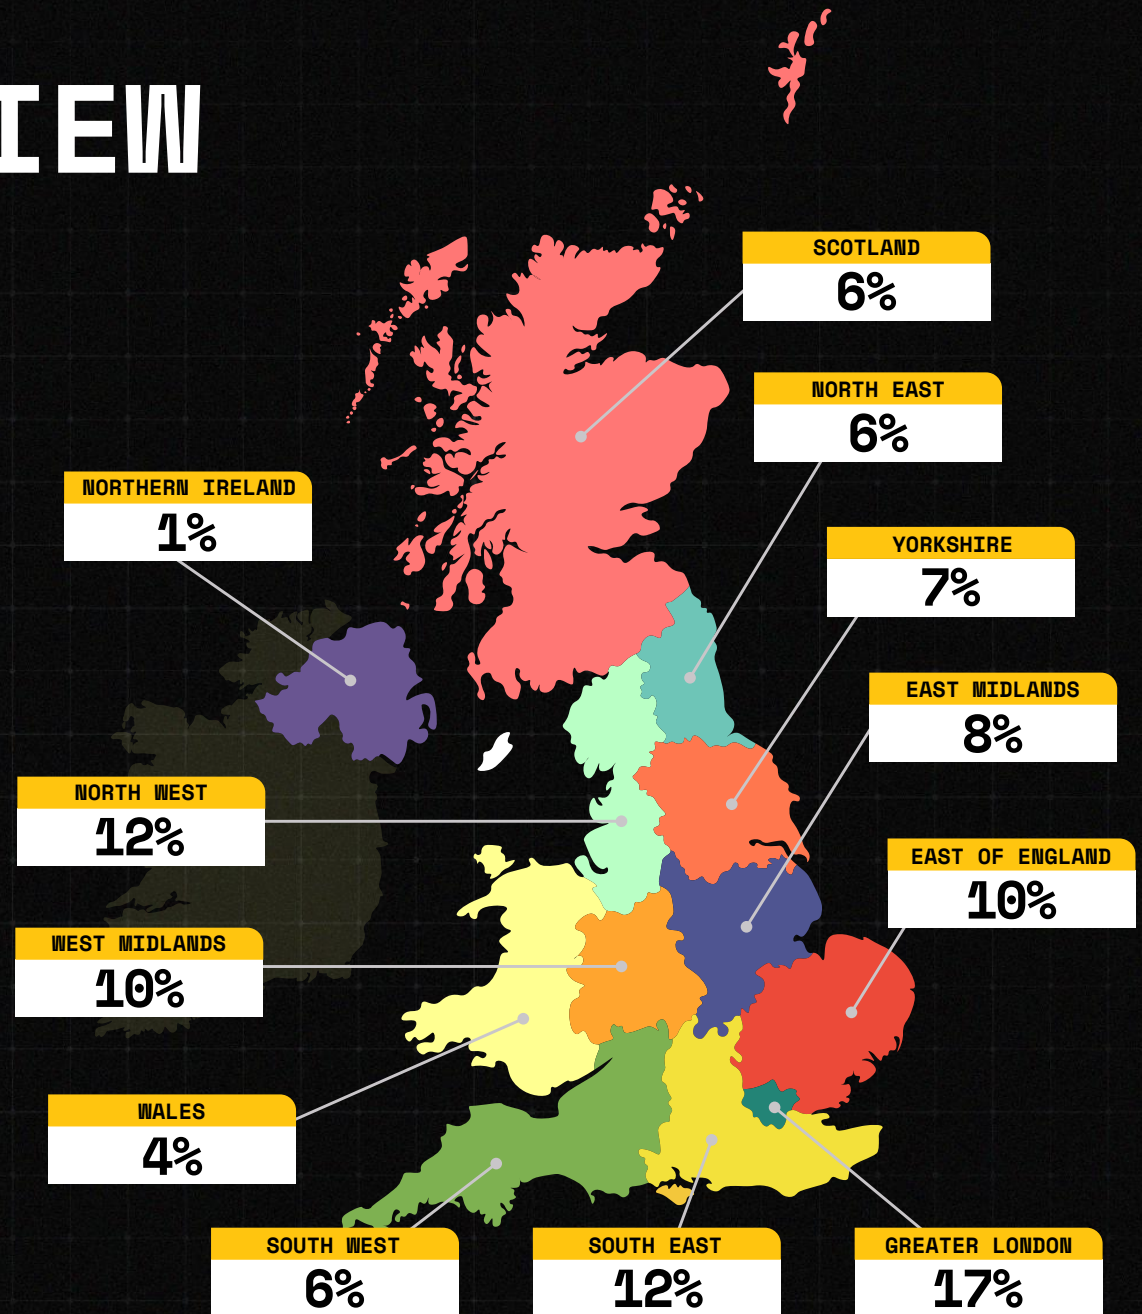 IEW
SCOTLAND
6%
NORTH EAST
6%
NORTHERN IRELAND
1%
YORKSHIRE
7%
EAST MIDLANDS
8%
NORTH WEST
12%
EAST OF ENGLAND
10%
WEST MIDLANDS
10%
WALES
4%
SOUTH WEST
6%
SOUTH EAST
12%
GREATER LONDON
17%